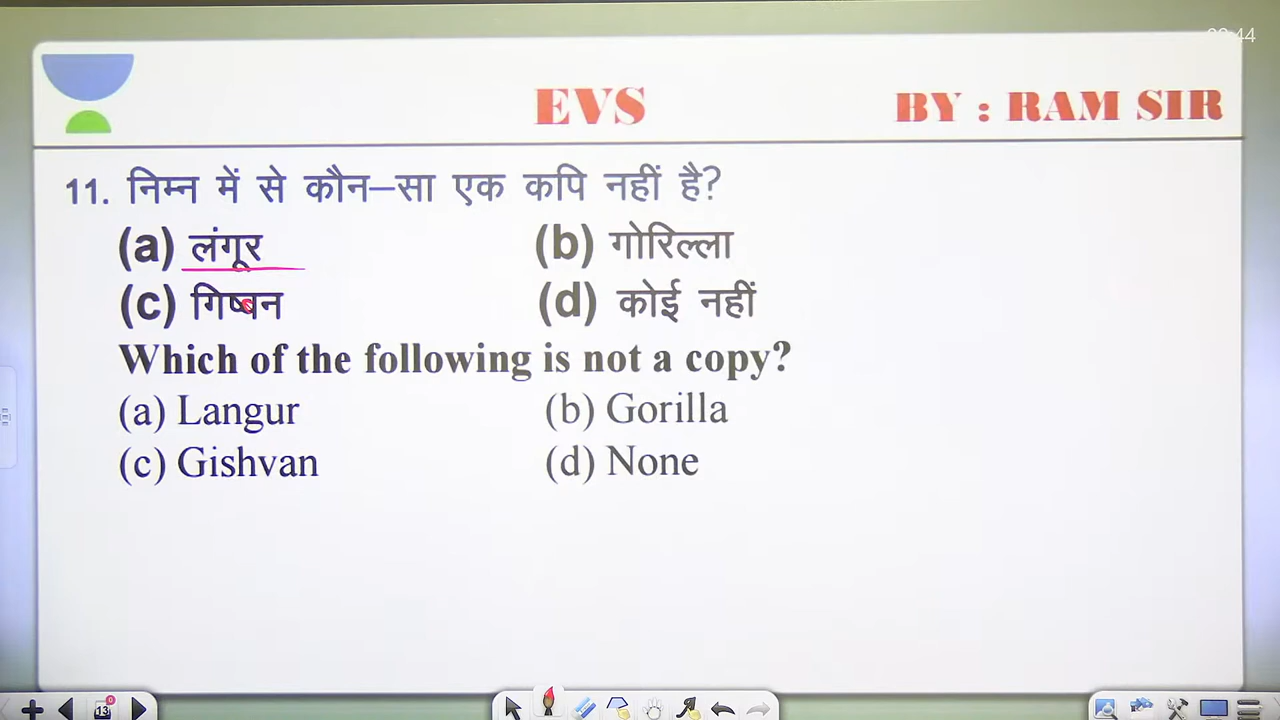 EVS
BY : RAM SIR
11. निम्न में से कौन–सा एक कपि नहीं है?
(a) लंगूर (b) गोरिल्ला
(c) गिष्बन (d) कोई नहीं
Which of the following is not a copy?
(a) Langur (b) Gorilla
(c) Gishvan (d) None
13